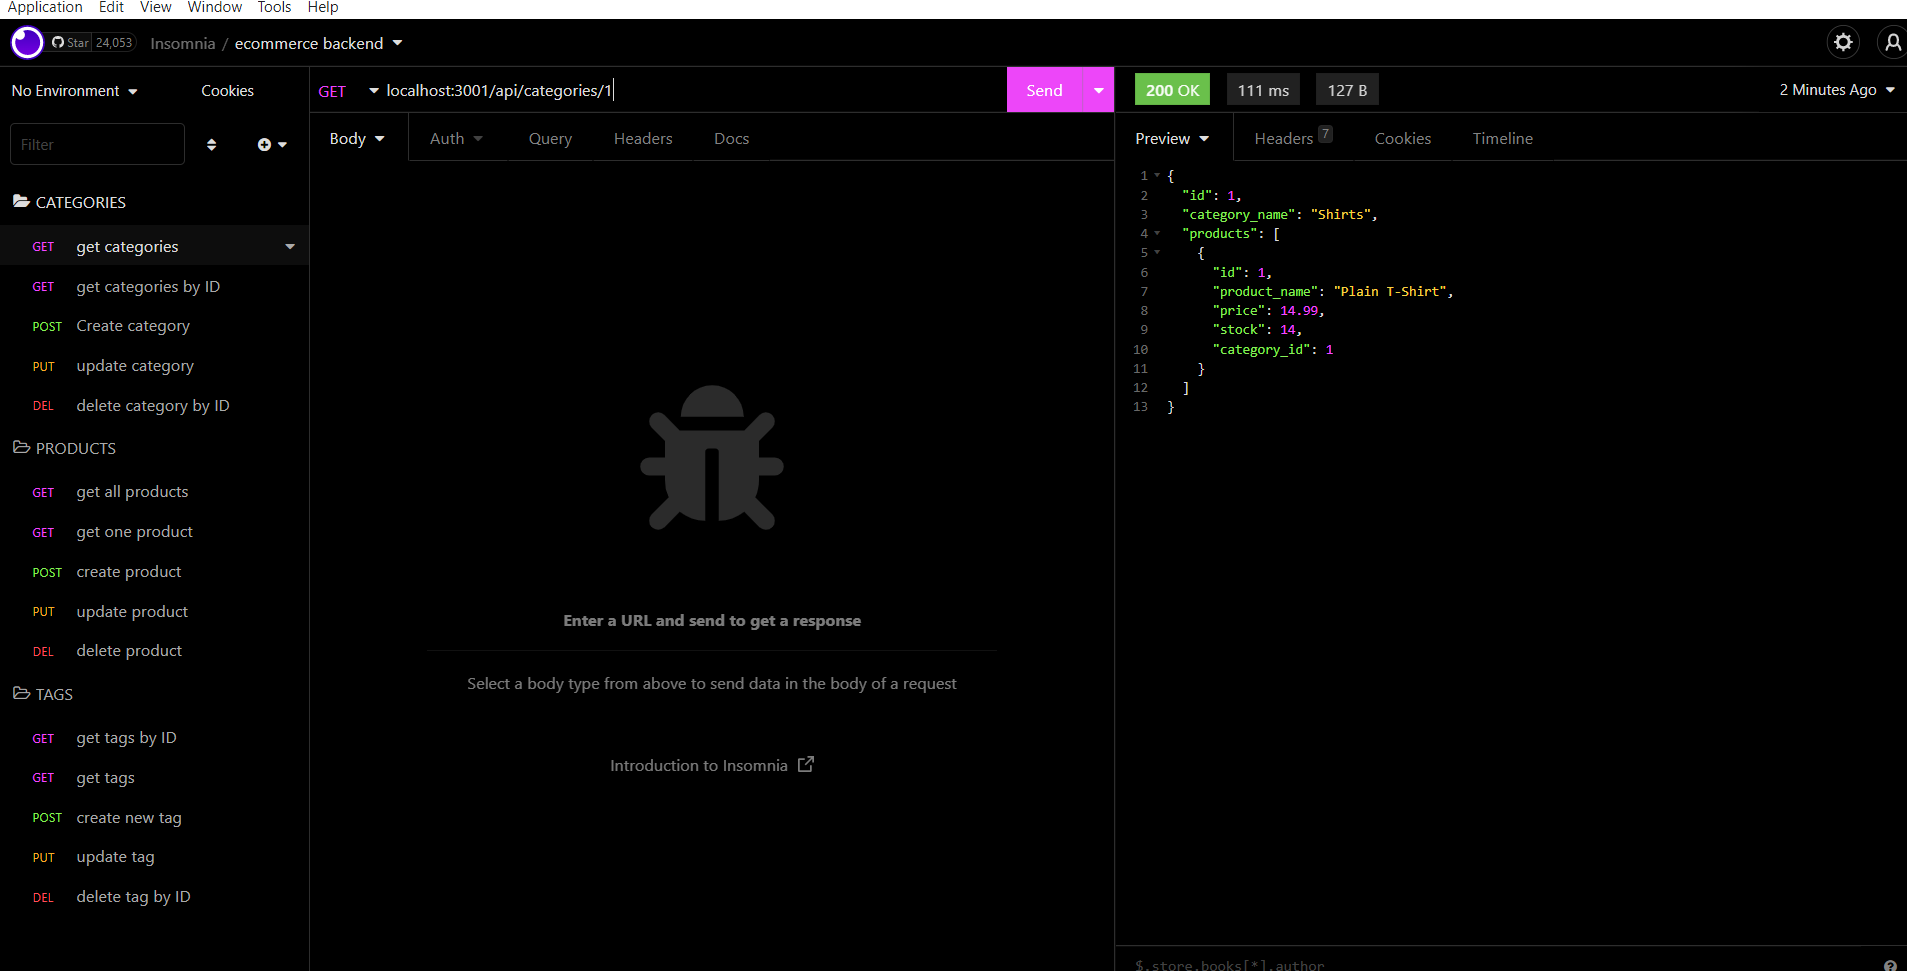 Application Edit View Window Tools Help
Star 24,053 Insomnia / ecommerce backend
No Environment Cookies
Filter
CATEGORIES
GET get categories
GET get categories by ID
POST Create category
PUT update category
DEL delete category by ID
PRODUCTS
GET get all products
GET get one product
POST create product
PUT update product
DEL delete product
TAGS
GET get tags by ID
GET get tags
POST create new tag
PUT update tag
DEL delete tag by ID
GET localhost:3001/api/categories/1 Send
Body Auth Query Headers Docs
Enter a URL and send to get a response
Select a body type from above to send data in the body of a request
Introduction to Insomnia
200 OK 111 ms 127 B 2 Minutes Ago
Preview Headers 7 Cookies Timeline
1 {
2 "id": 1,
3 "category_name": "Shirts",
4 "products": [
5 {
6 "id": 1,
7 "product_name": "Plain T-Shirt",
8 "price": 14.99,
9 "stock": 14,
10 "category_id": 1
11 }
12 ]
13 }
$.store.books[*].author